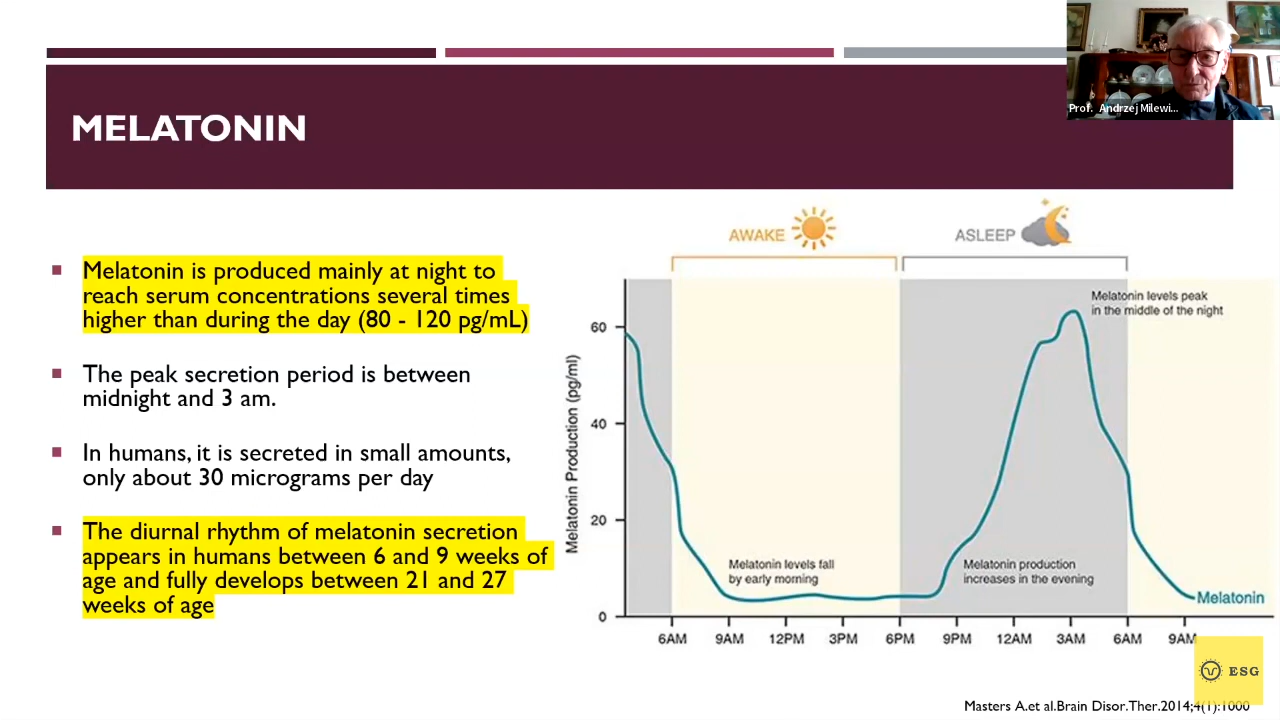 Prof. Andrzej Milewi...
MELATONIN
Melatonin is produced mainly at night to
reach serum concentrations several times
higher than during the day (80 - 120 pg/mL)
The peak secretion period is between
midnight and 3 am.
In humans, it is secreted in small amounts,
only about 30 micrograms per day
The diurnal rhythm of melatonin secretion
appears in humans between 6 and 9 weeks of
age and fully develops between 21 and 27
weeks of age
AWAKE
ASLEEP
Melatonin levels peak
in the middle of the night
Melatonin Production (pg/ml)
60
40
20
0
Melatonin levels fall
by early morning
Melatonin production
increases in the evening
Melatonin
6AM 9AM 12PM 3PM 6PM 9PM 12AM 3AM 6AM 9AM
ESG
Masters A.et al.Brain Disor.Ther.2014;4(1):1000